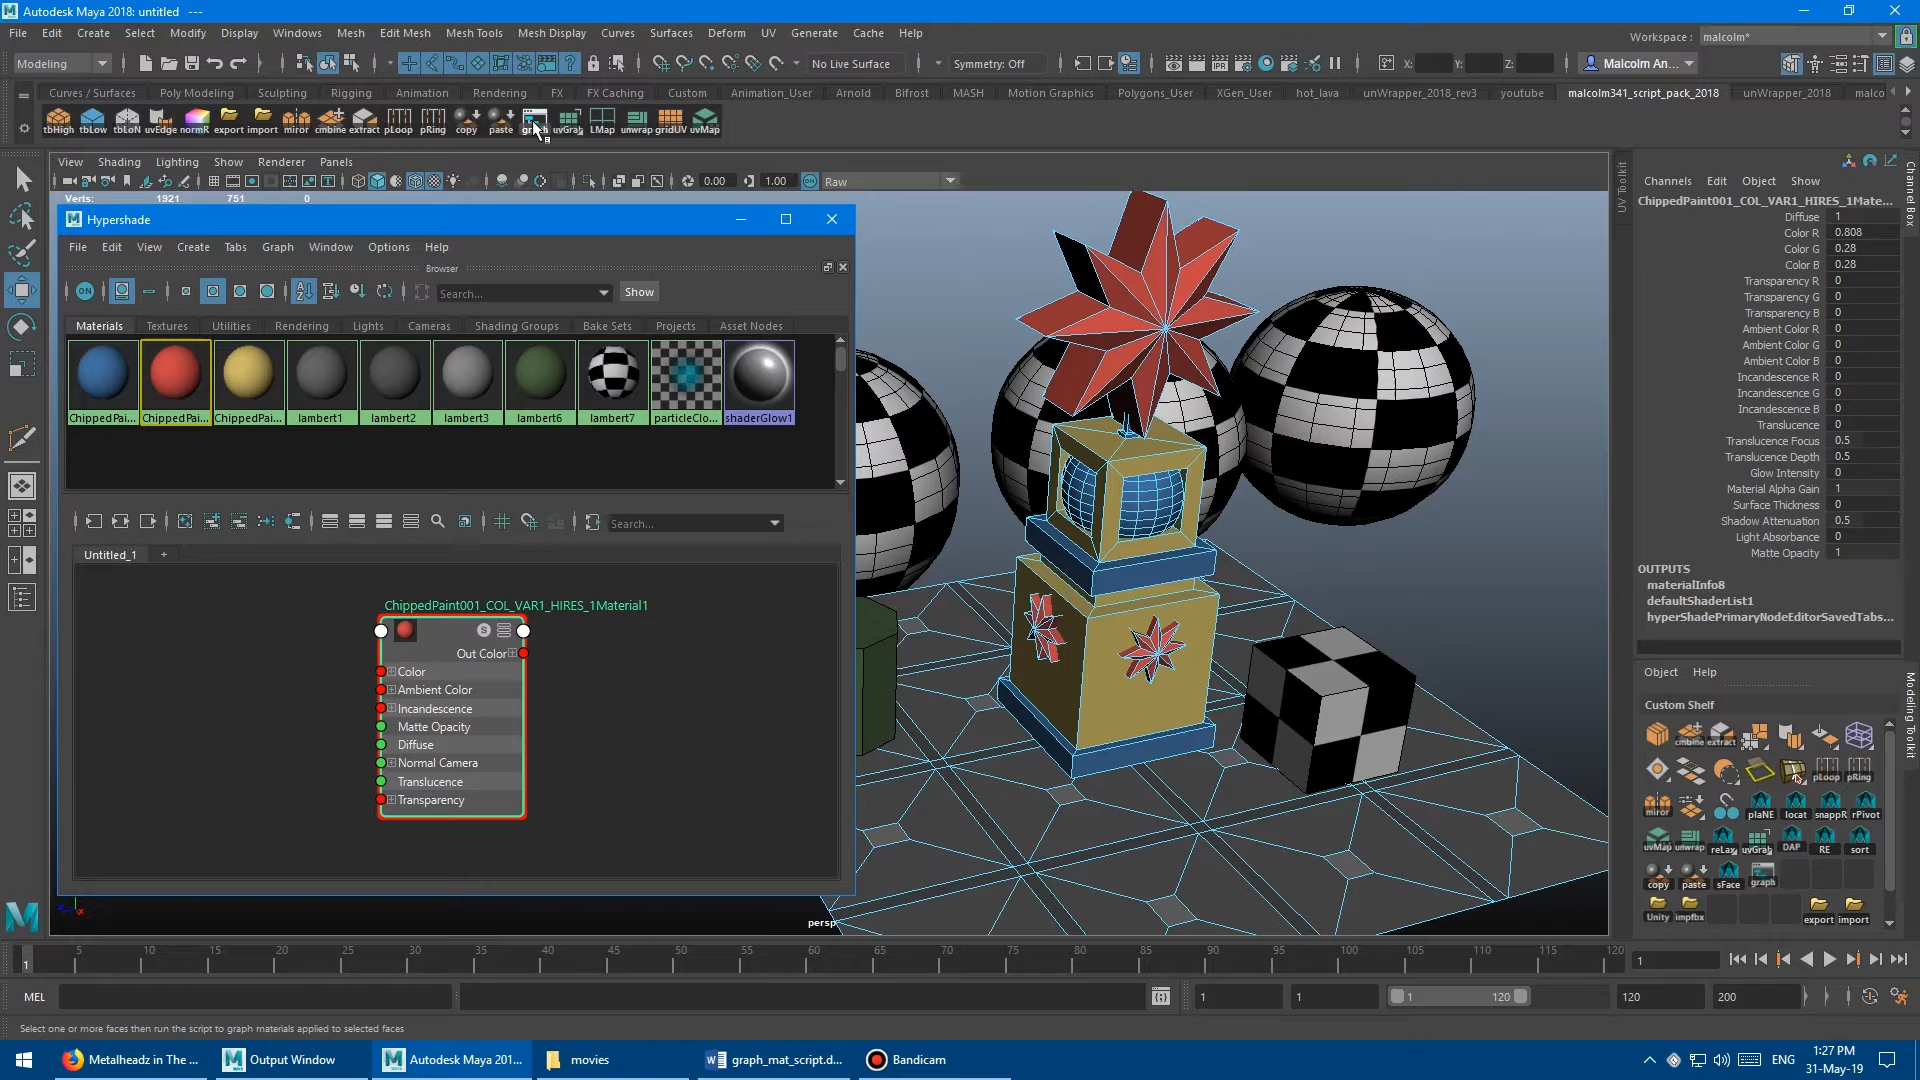 Autodesk Maya 2018: untitled   ---
File Edit Create Select Modify Display Windows Mesh Edit Mesh Mesh Tools Mesh Display Curves Surfaces Deform UV Generate Cache Help
Workspace : malcolm*
Modeling No Live Surface Symmetry: Off X: Y: Z: Malcolm An...
Curves / Surfaces Poly Modeling Sculpting Rigging Animation Rendering FX FX Caching Custom Animation_User Arnold Bifrost MASH Motion Graphics Polygons_User XGen_User hot_lava unWrapper_2018_rev3 youtube malcolm341_script_pack_2018 unWrapper_2018 malco
tbHigh tbLow tbLoN uvEdge normR export import miror cmbine extract pLoop pRing copy paste graph uvGral LMap unwrap gridUV uvMap
View Shading Lighting Show Renderer Panels
0.00 1.00 Raw
Verts: 1921 751 0
Hypershade
File Edit View Create Tabs Graph Window Options Help
Browser
ON Search... Show
Materials Textures Utilities Rendering Lights Cameras Shading Groups Bake Sets Projects Asset Nodes
ChippedPai... ChippedPai... ChippedPai... lambert1 lambert2 lambert3 lambert6 lambert7 particleClo... shaderGlow1
Search...
Untitled_1 +
ChippedPaint001_COL_VAR1_HIRES_1Material1
S
Out Color
Color
Ambient Color
Incandescence
Matte Opacity
Diffuse
Normal Camera
Translucence
Transparency
persp
UV Toolkit
Channels Edit Object Show
ChippedPaint001_COL_VAR1_HIRES_1Mate...
Diffuse 1
Color R 0.808
Color G 0.28
Color B 0.28
Transparency R 0
Transparency G 0
Transparency B 0
Ambient Color R 0
Ambient Color G 0
Ambient Color B 0
Incandescence R 0
Incandescence G 0
Incandescence B 0
Translucence 0
Translucence Focus 0.5
Translucence Depth 0.5
Glow Intensity 0
Material Alpha Gain 1
Surface Thickness 0
Shadow Attenuation 0.5
Light Absorbance 0
Matte Opacity 1
OUTPUTS
materialInfo8
defaultShaderList1
hyperShadePrimaryNodeEditorSavedTabs...
Channel Box
Object Help
Custom Shelf
cmbine extract
pLoop pRing
miror plaNE locat snappR rPivot
uvMap unwrap reLax uvGral DAP RE sort
copy paste sFace graph
Unity impfbx export import
Modeling Toolkit
1 5 10 15 20 25 30 35 40 45 50 55 60 65 70 75 80 85 90 95 100 105 110 115 120 1
MEL 1 1 1 120 120 200
Select one or more faces then run the script to graph materials applied to selected faces
Metalheadz in The ... Output Window Autodesk Maya 201... movies graph_mat_script.d... Bandicam ENG 1:27 PM
31-May-19